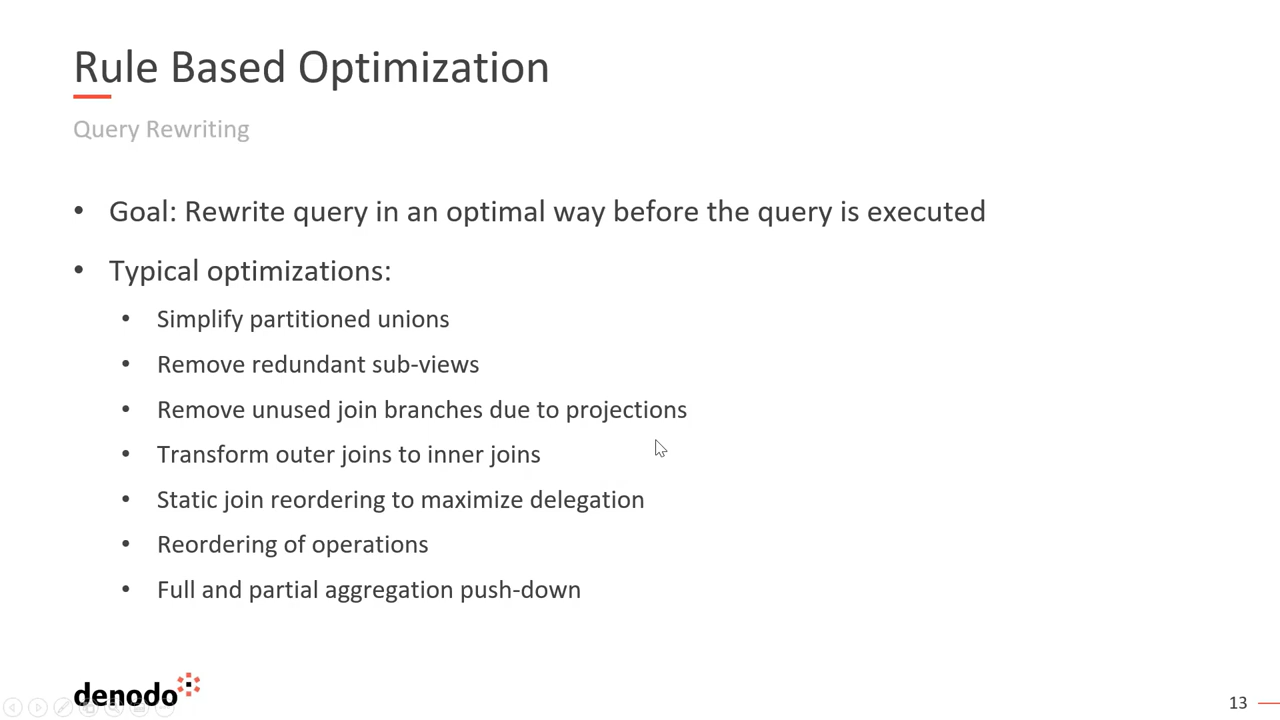 Rule Based Optimization
Query Rewriting
• Goal: Rewrite query in an optimal way before the query is executed
• Typical optimizations:
• Simplify partitioned unions
• Remove redundant sub-views
• Remove unused join branches due to projections
• Transform outer joins to inner joins
• Static join reordering to maximize delegation
• Reordering of operations
• Full and partial aggregation push-down
denodo
13